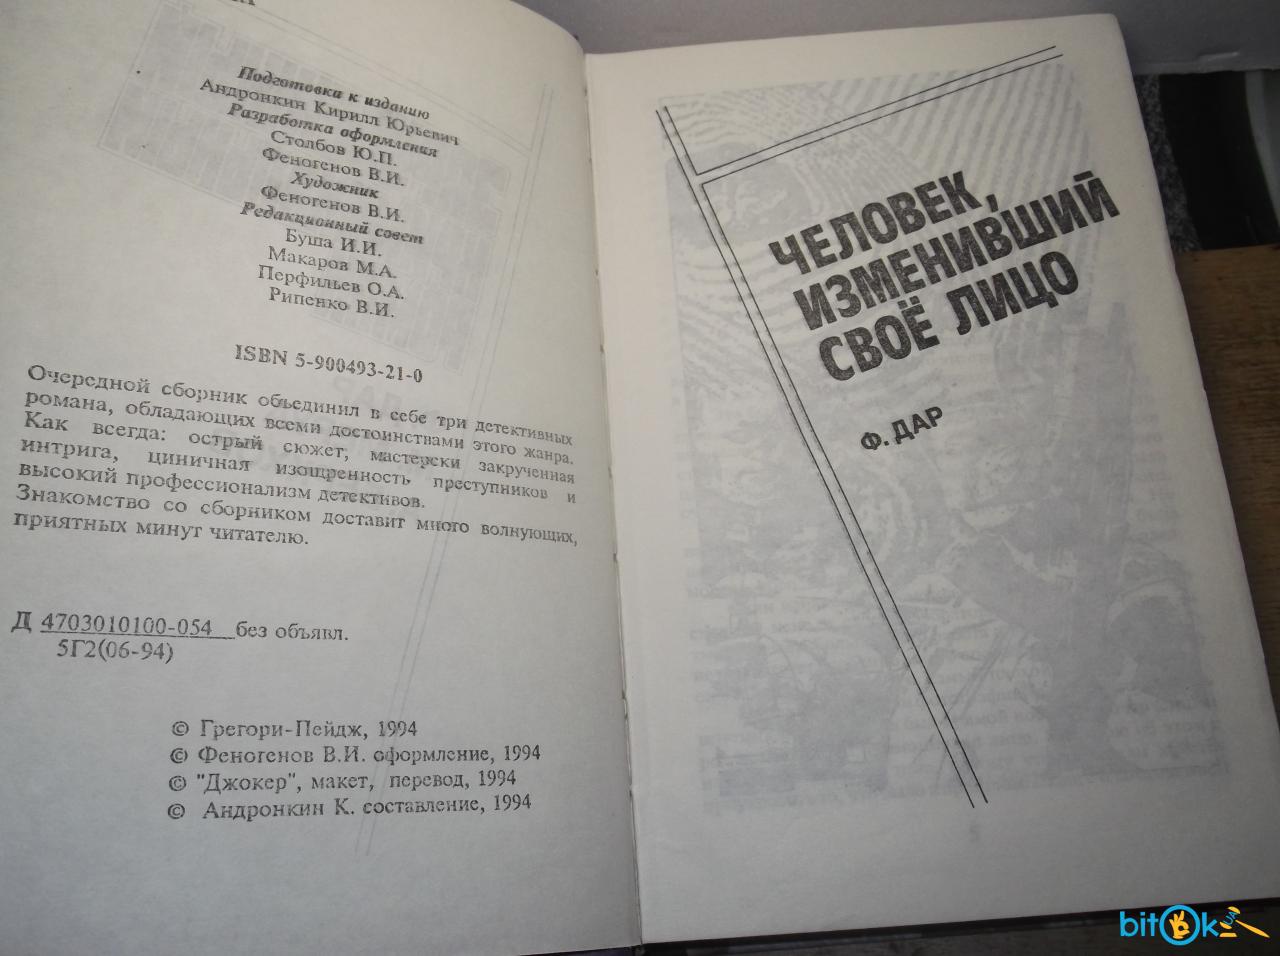 Подготовка к изданию
Андронкин Кирилл Юрьевич
Разработка оформления
Столбов Ю.П.
Феногенов В.И.
Художник
Феногенов В.И.
Редакционный совет
Буша И.И.
Макаров М.А.
Перфильев О.А.
Рипенко В.И.
ISBN 5-900493-21-0
Очередной сборник объединил в себе три детективных
романа, обладающих всеми достоинствами этого жанра.
Как всегда: острый сюжет, мастерски закрученная
интрига, циничная изощренность преступников и
высокий профессионализм детективов.
Знакомство со сборником доставит много волнующих,
приятных минут читателю.
Д 4703010100-054 без объявл.
5Г2(06-94)
© Грегори-Пейдж, 1994
© Феногенов В.И. оформление, 1994
© "Джокер", макет, перевод, 1994
© Андронкин К. составление, 1994
ЧЕЛОВЕК,
ИЗМЕНИВШИЙ
СВОЁ ЛИЦО
Ф. ДАР
bitOk
UA